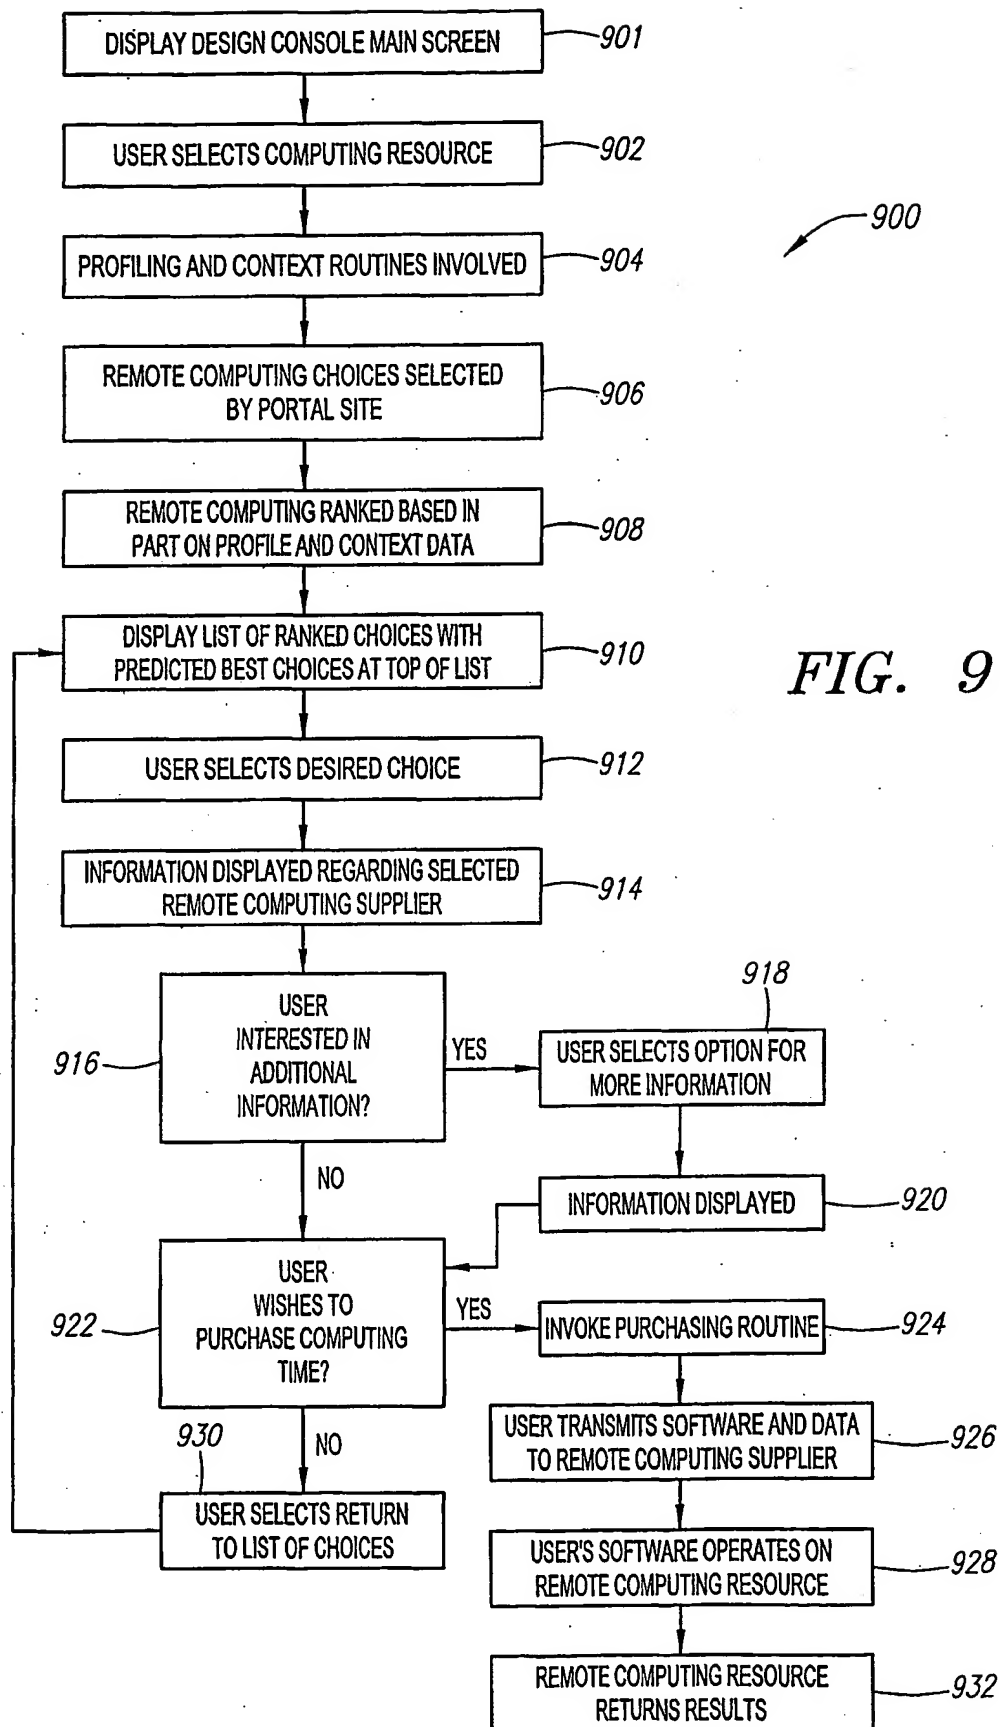 DISPLAY DESIGN CONSOLE MAIN SCREEN
901
USER SELECTS COMPUTING RESOURCE
902
900
PROFILING AND CONTEXT ROUTINES INVOLVED
904
REMOTE COMPUTING CHOICES SELECTED
BY PORTAL SITE
906
REMOTE COMPUTING RANKED BASED IN
PART ON PROFILE AND CONTEXT DATA
908
DISPLAY LIST OF RANKED CHOICES WITH
PREDICTED BEST CHOICES AT TOP OF LIST
910
FIG. 9
USER SELECTS DESIRED CHOICE
912
INFORMATION DISPLAYED REGARDING SELECTED
REMOTE COMPUTING SUPPLIER
914
USER
INTERESTED IN
ADDITIONAL
INFORMATION?
916
YES
918
USER SELECTS OPTION FOR
MORE INFORMATION
NO
INFORMATION DISPLAYED
920
USER
WISHES TO
PURCHASE COMPUTING
TIME?
922
YES
INVOKE PURCHASING ROUTINE
924
USER TRANSMITS SOFTWARE AND DATA
TO REMOTE COMPUTING SUPPLIER
926
930
NO
USER SELECTS RETURN
TO LIST OF CHOICES
USER'S SOFTWARE OPERATES ON
REMOTE COMPUTING RESOURCE
928
REMOTE COMPUTING RESOURCE
RETURNS RESULTS
932